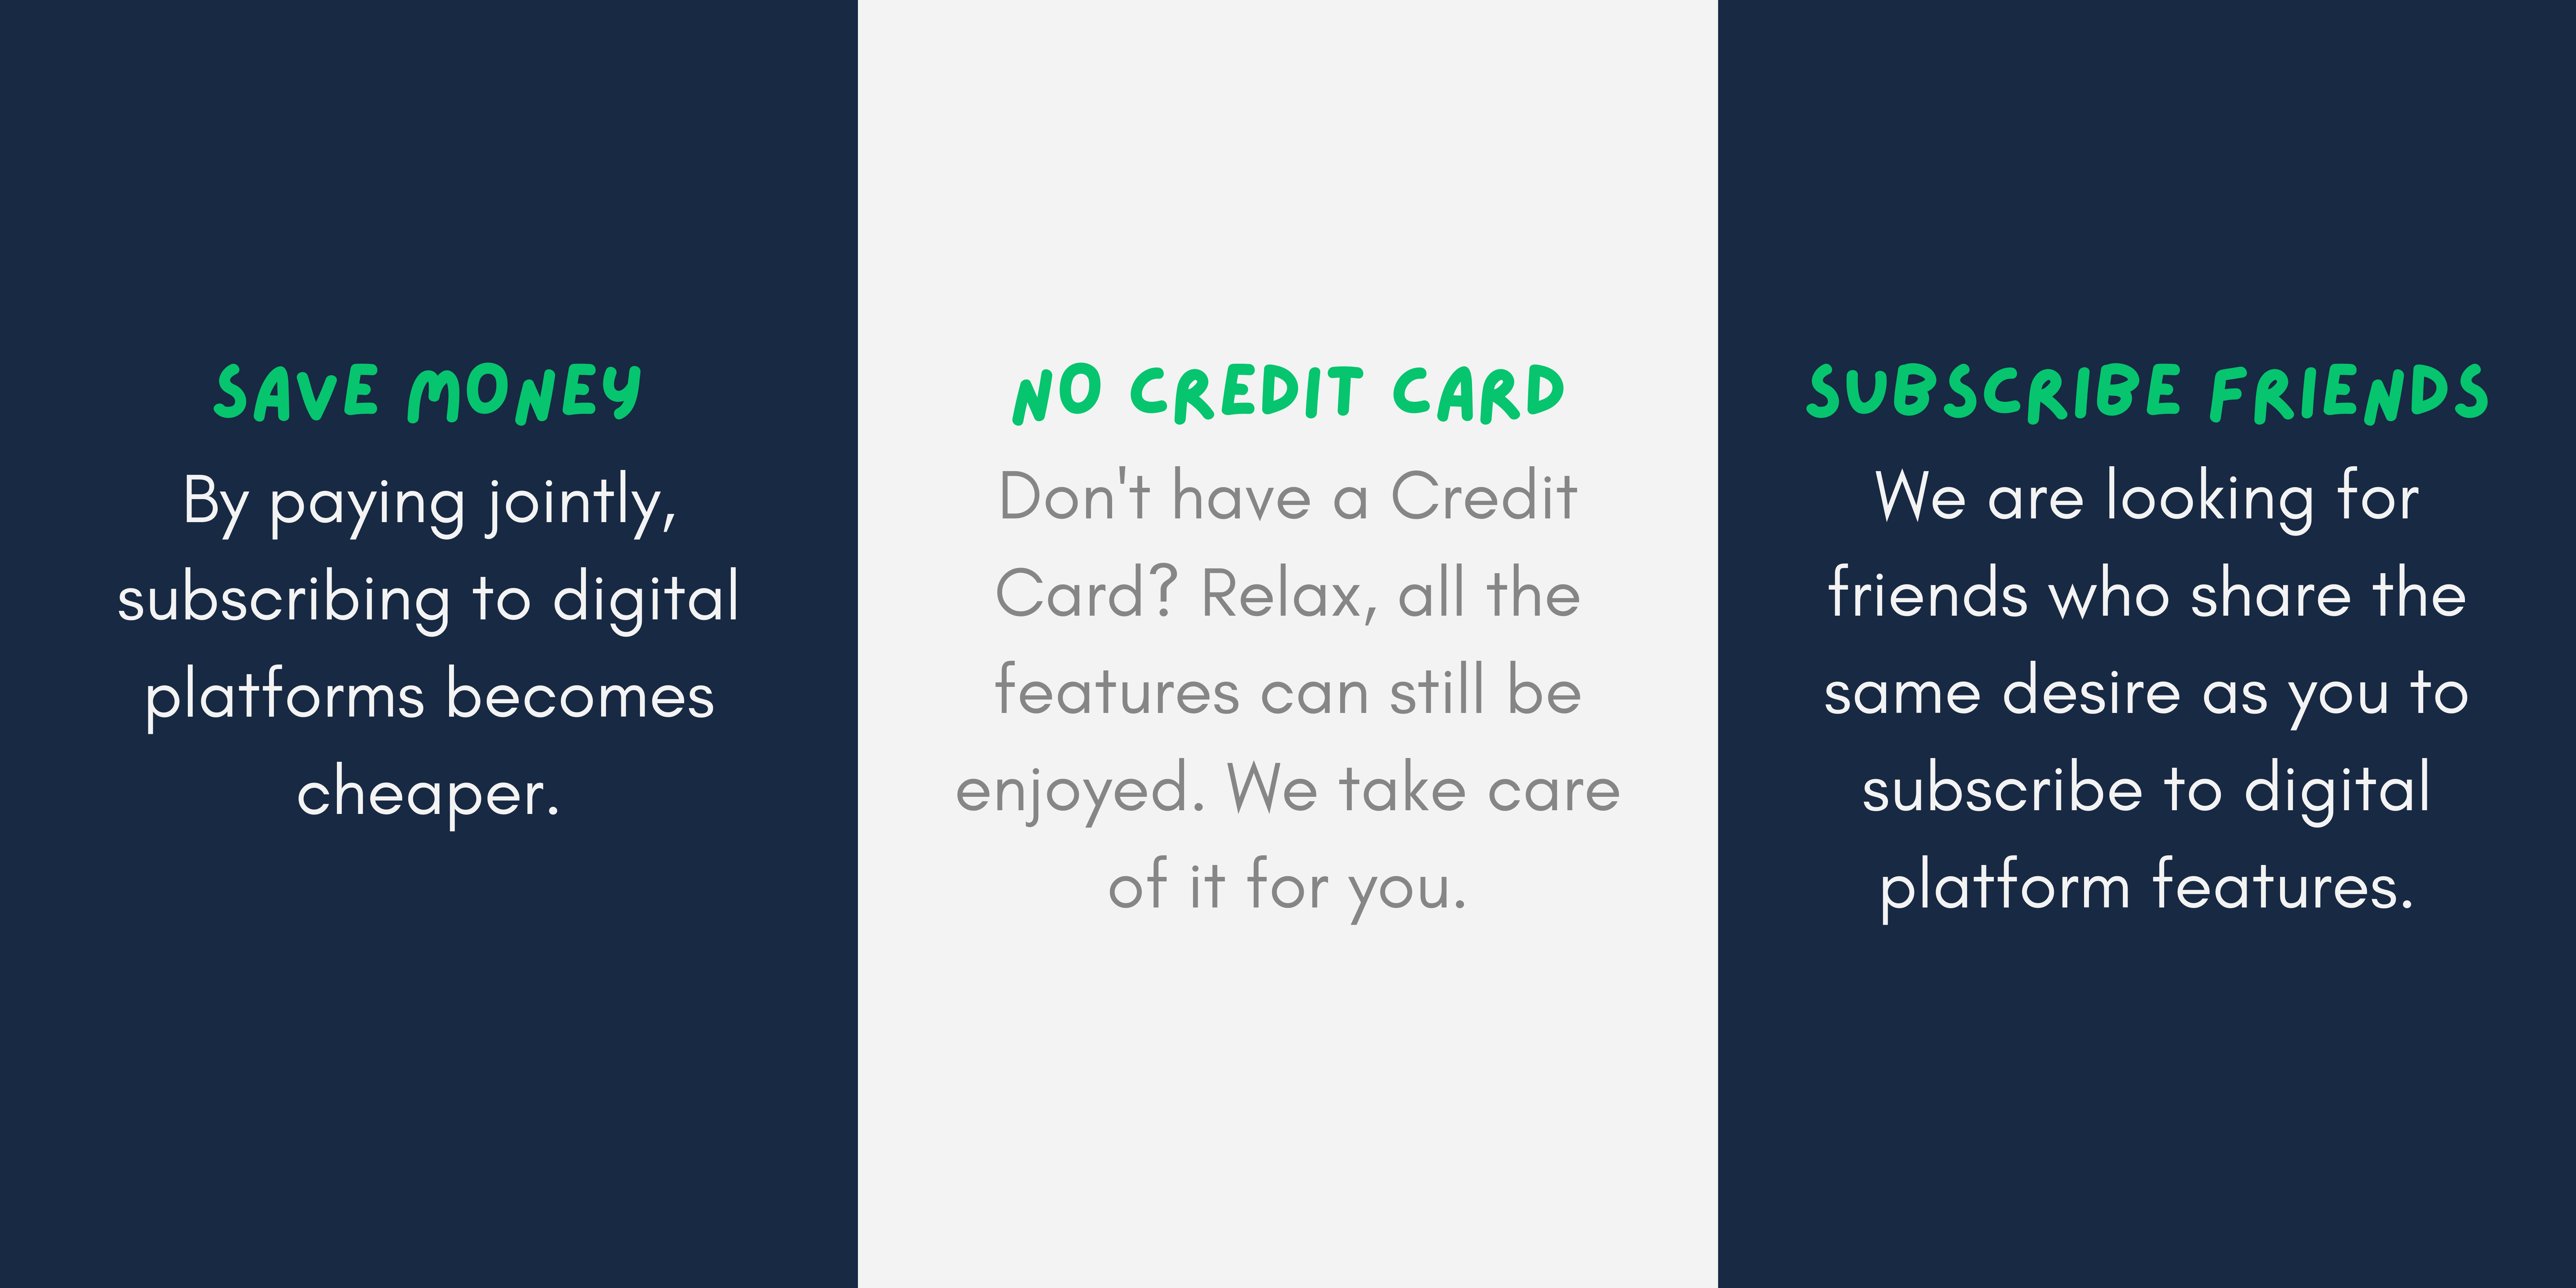 SAVE MONEY
By paying jointly,
subscribing to digital
platforms becomes
cheaper.
NO CREDIT CARD
Don't have a Credit
Card? Relax, all the
features can still be
enjoyed. We take care
of it for you.
SUBSCRIBE FRIENDS
We are looking for
friends who share the
same desire as you to
subscribe to digital
platform features.